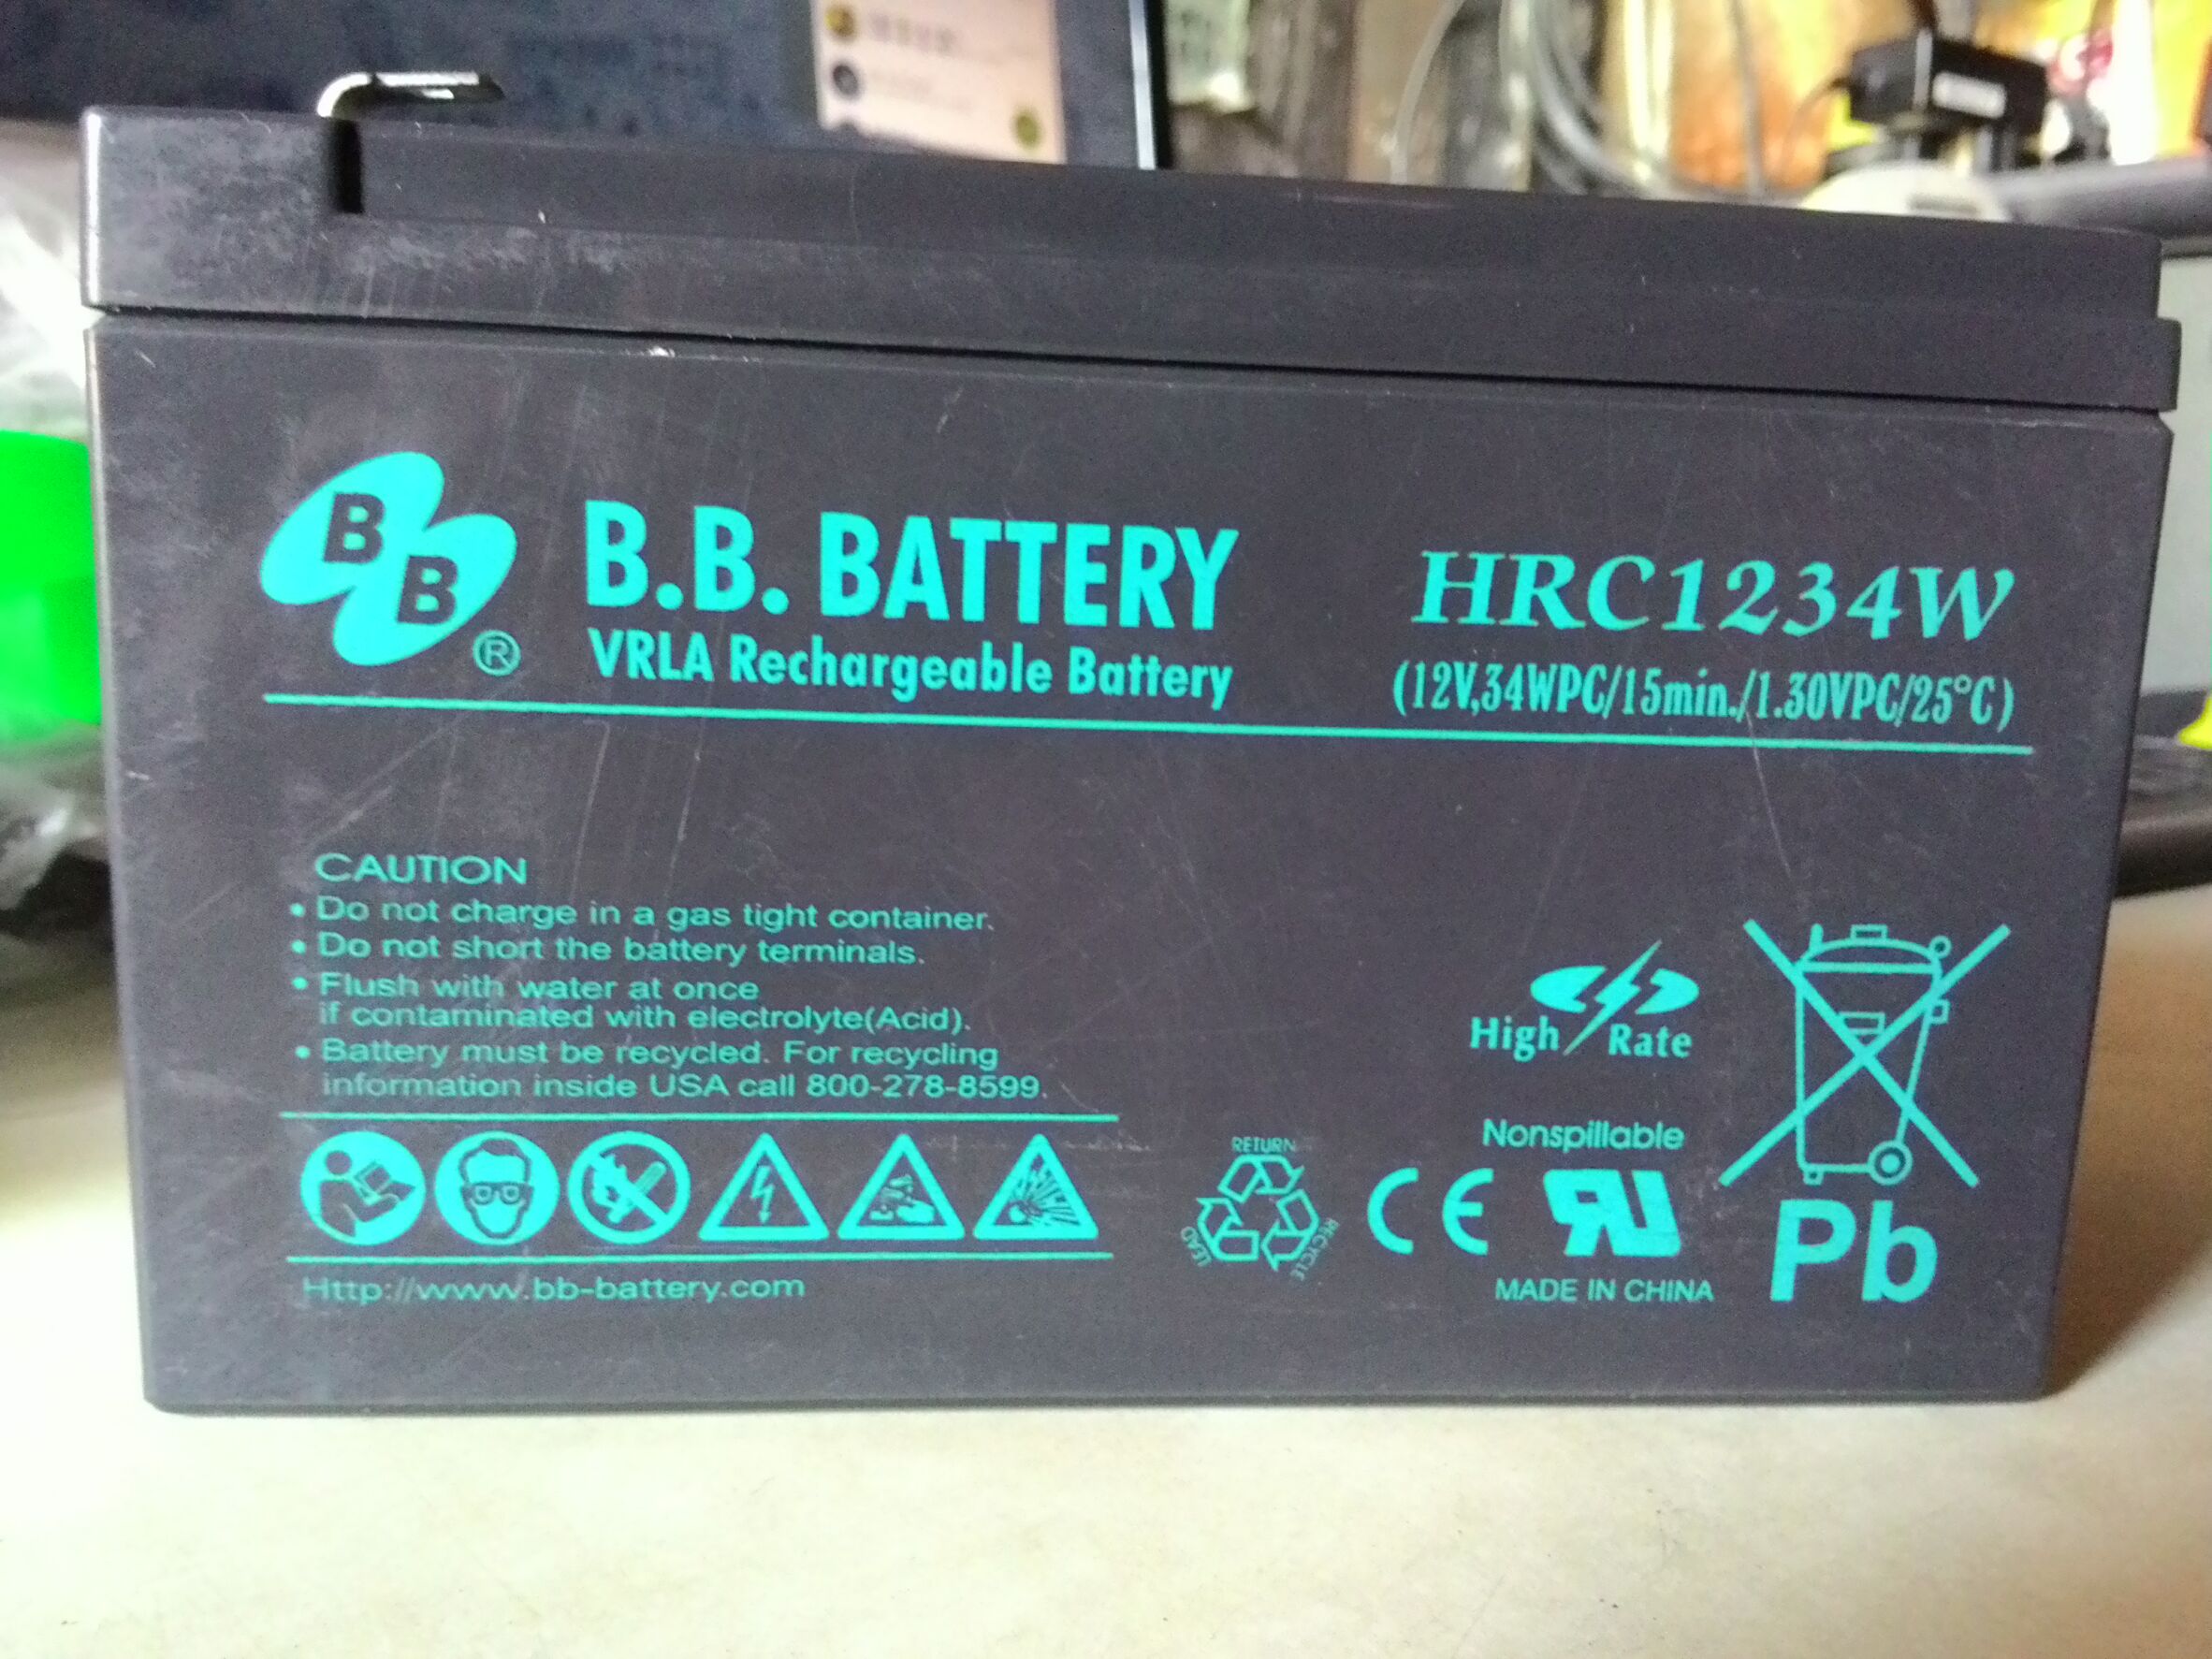 B
B
®
B.B. BATTERY
VRLA Rechargeable Battery
HRC1234W
(12V,34WPC/15min./1.30VPC/25°C)
CAUTION
• Do not charge in a gas tight container.
• Do not short the battery terminals.
• Flush with water at once
if contaminated with electrolyte(Acid).
• Battery must be recycled. For recycling
information inside USA call 800-278-8599.
Http://www.bb-battery.com
High Rate
Nonspillable
RETURN
RECYCLE
LEAD
CE
RU
MADE IN CHINA
Pb